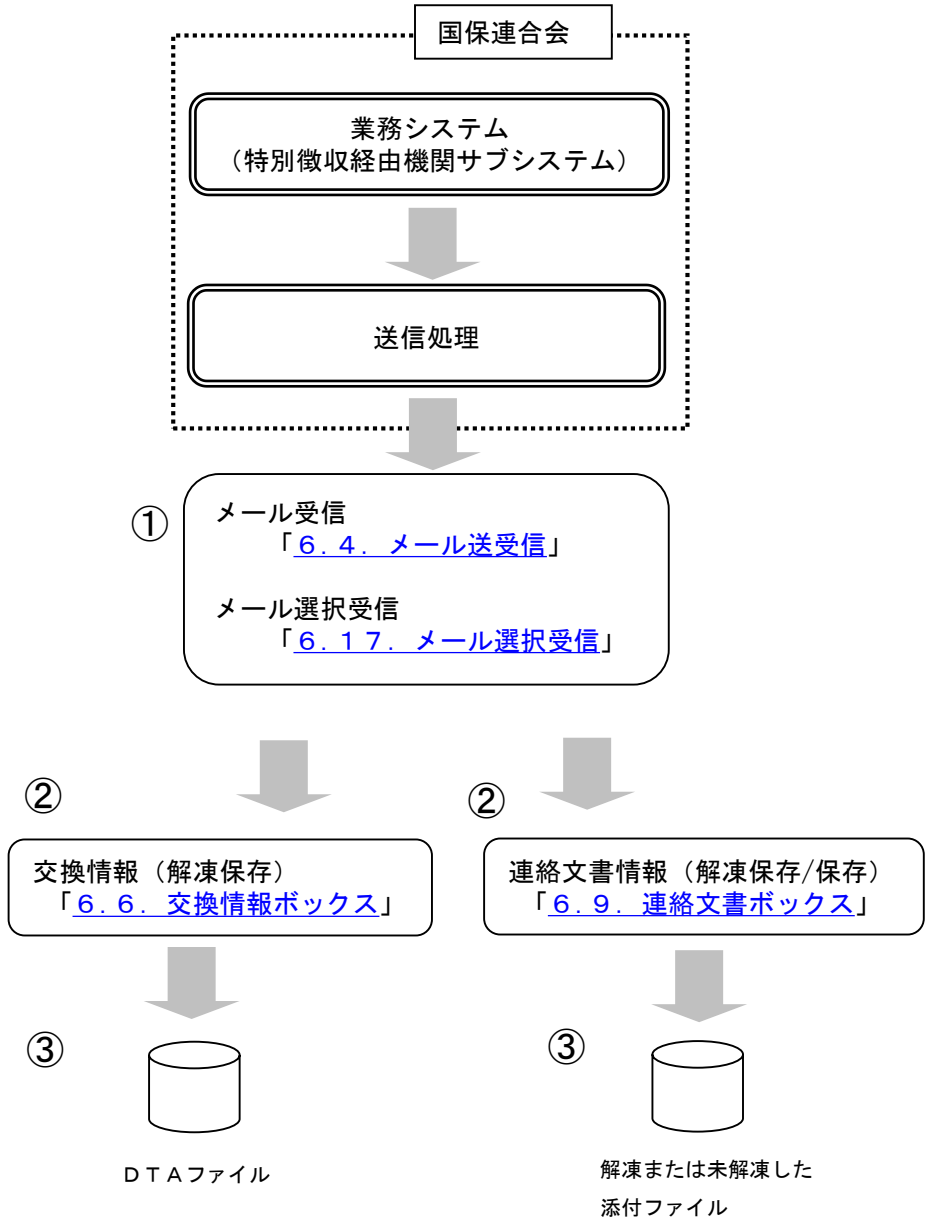 国保連合会
業務システム
（特別徴収経由機関サブシステム）
送信処理
①
メール受信
「６．４．メール送受信」
メール選択受信
「６．１７．メール選択受信」
②
交換情報（解凍保存）
「６．６．交換情報ボックス」
②
連絡文書情報（解凍保存/保存）
「６．９．連絡文書ボックス」
③
ＤＴＡファイル
③
解凍または未解凍した
添付ファイル